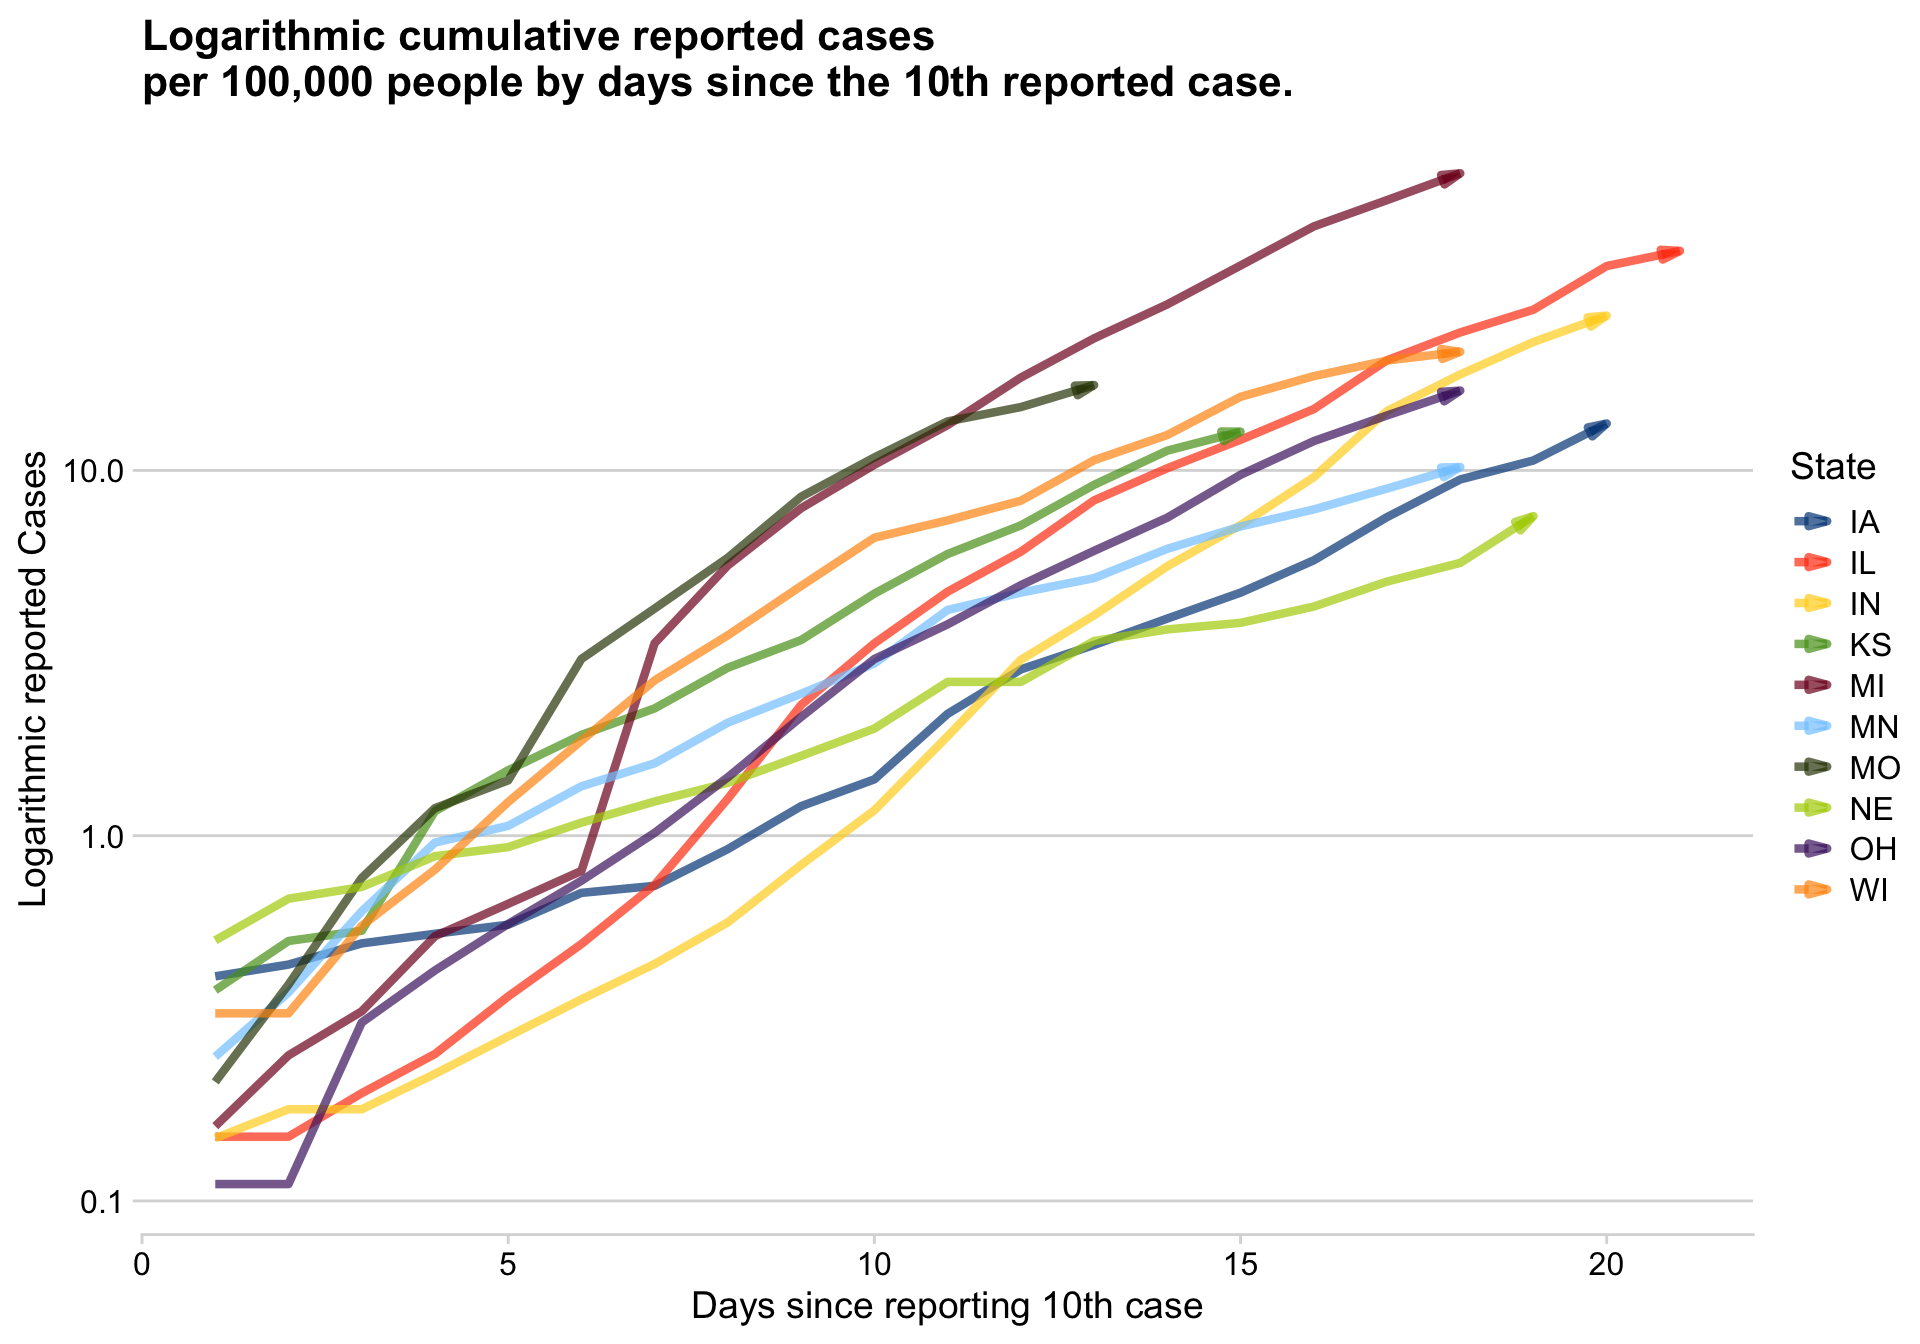 Logarithmic cumulative reported cases
per 100,000 people by days since the 10th reported case.
Logarithmic reported Cases
10.0
1.0
0.1
0
5
10
15
20
Days since reporting 10th case
State
IA
IL
IN
KS
MI
MN
MO
NE
OH
WI